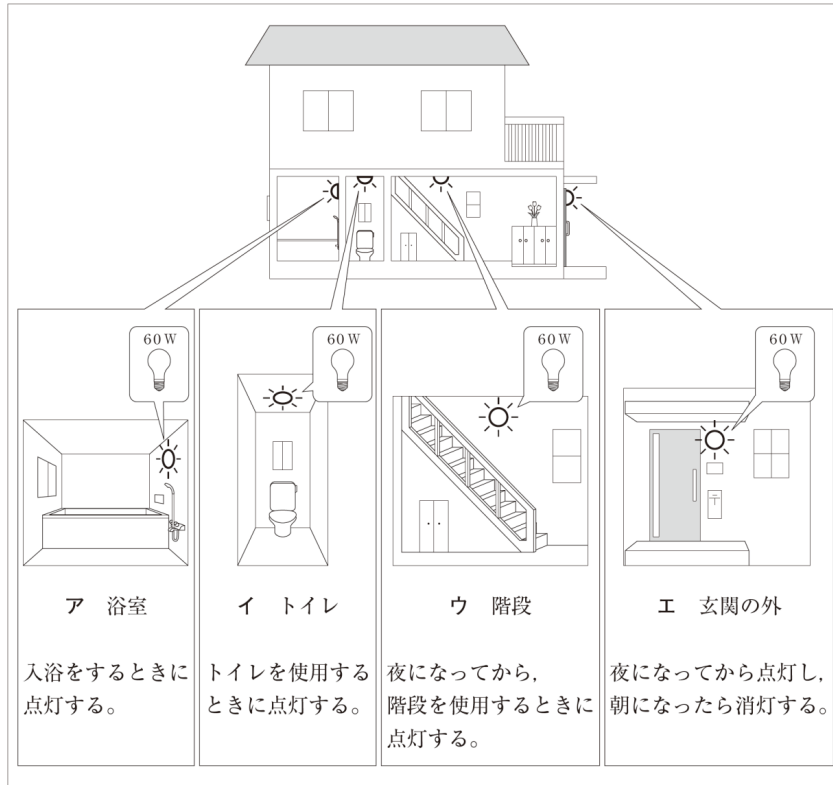 60 W
60 W
60 W
60 W
ア 浴室
入浴をするときに
点灯する。
イ トイレ
トイレを使用する
ときに点灯する。
ウ 階段
夜になってから，
階段を使用するときに
点灯する。
エ 玄関の外
夜になってから点灯し，
朝になったら消灯する。